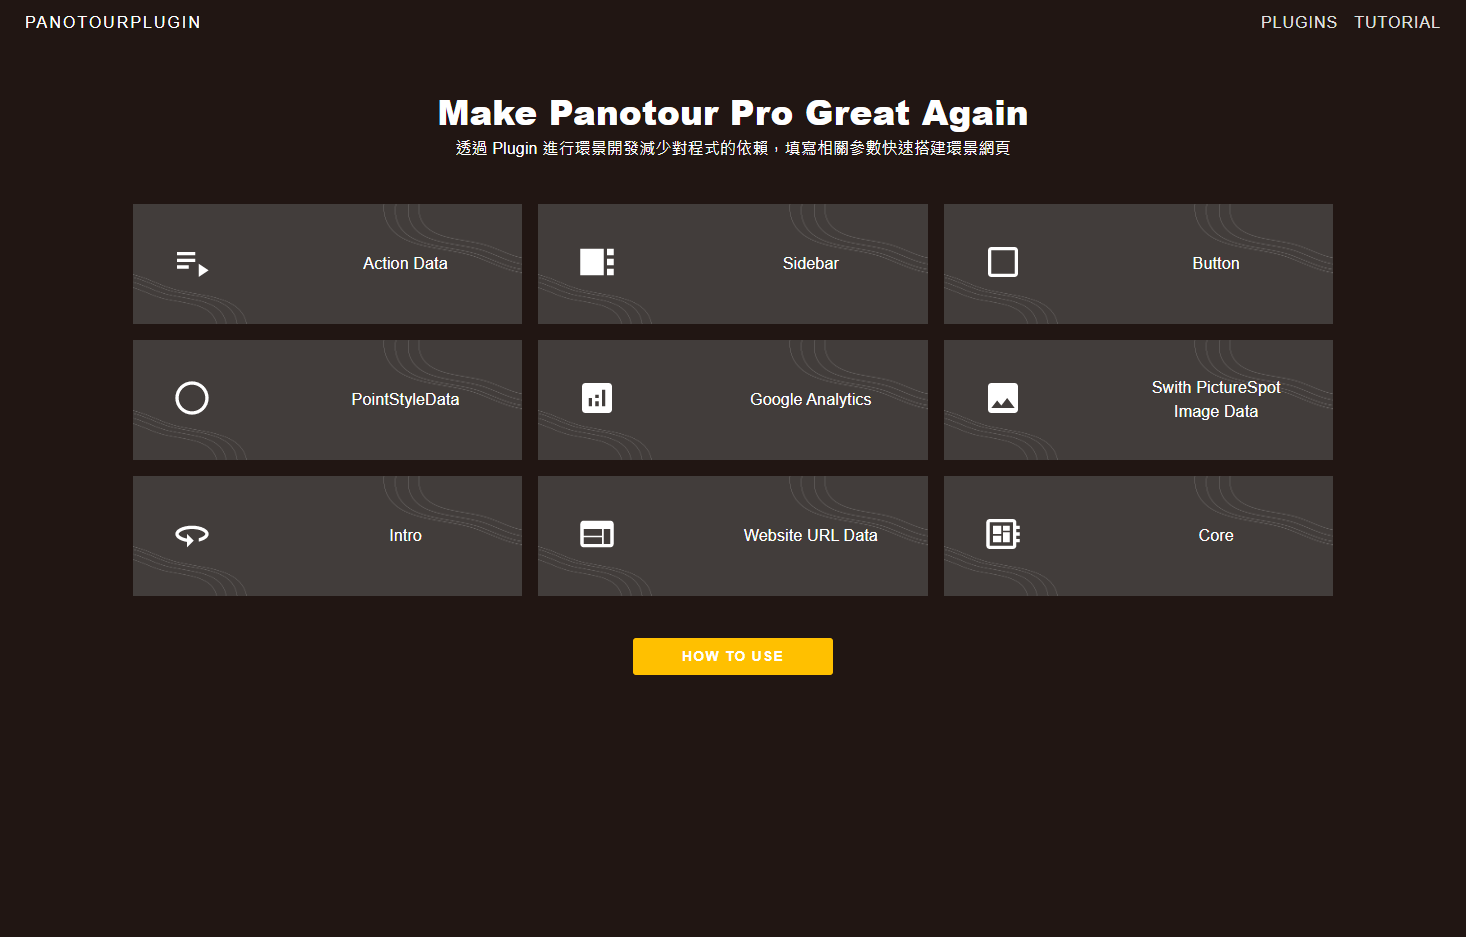 PANOTOURPLUGIN
PLUGINS TUTORIAL
Make Panotour Pro Great Again
透過 Plugin 進行環景開發減少對程式的依賴，填寫相關參數快速搭建環景網頁
Action Data
Sidebar
Button
PointStyleData
Google Analytics
Swith PictureSpot
Image Data
Intro
Website URL Data
Core
HOW TO USE